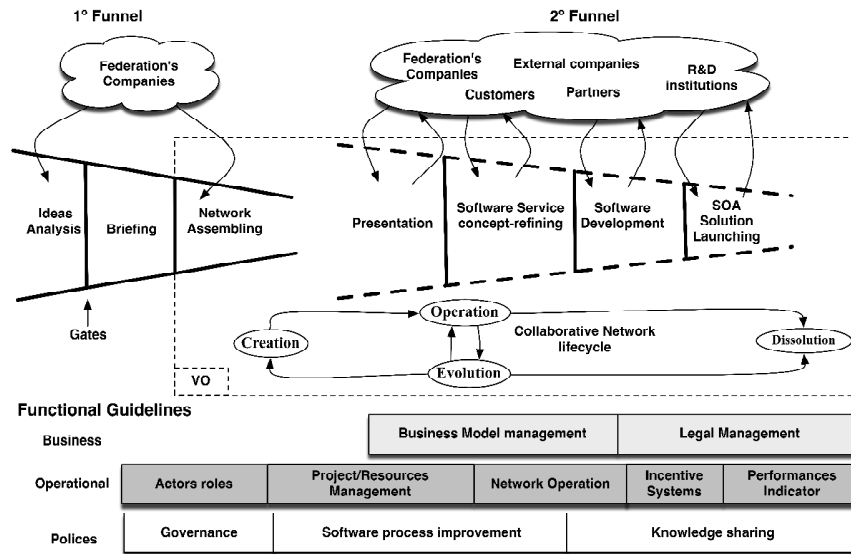 1° Funnel
2° Funnel
Federation's
Companies
Federation's
Companies
External companies
R&D
institutions
Customers
Partners
Ideas
Analysis
Briefing
Network
Assembling
Presentation
Software Service
concept-refining
Software
Development
SOA
Solution
Launching
Gates
Creation
Operation
Collaborative Network
lifecycle
Dissolution
Evolution
VO
Functional Guidelines
Business
Business Model management
Legal Management
Operational
Actors roles
Project/Resources
Management
Network Operation
Incentive
Systems
Performances
Indicator
Polices
Governance
Software process improvement
Knowledge sharing